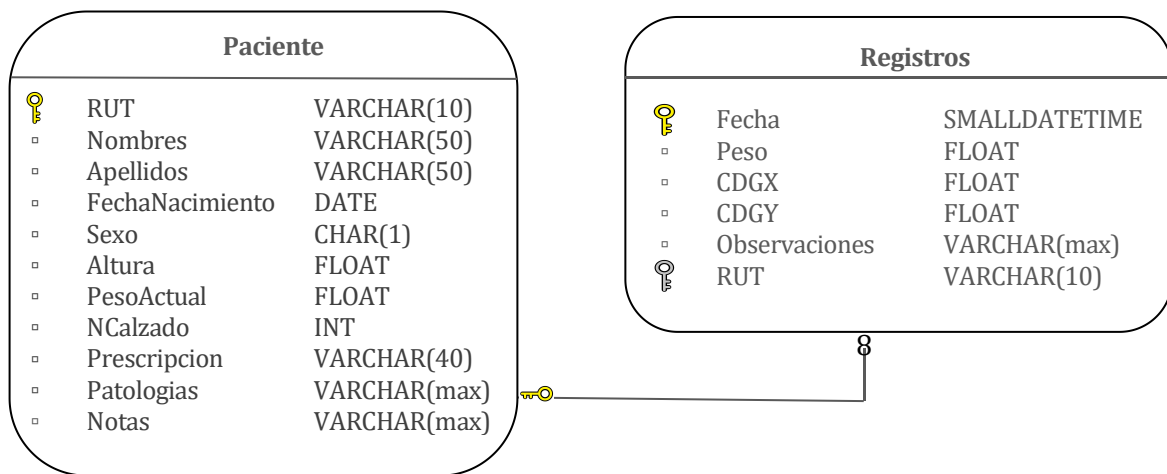 Paciente
RUT VARCHAR(10)
Nombres VARCHAR(50)
Apellidos VARCHAR(50)
FechaNacimiento DATE
Sexo CHAR(1)
Altura FLOAT
PesoActual FLOAT
NCalzado INT
Prescripcion VARCHAR(40)
Patologias VARCHAR(max)
Notas VARCHAR(max)
Registros
Fecha SMALLDATETIME
Peso FLOAT
CDGX FLOAT
CDGY FLOAT
Observaciones VARCHAR(max)
RUT VARCHAR(10)
8